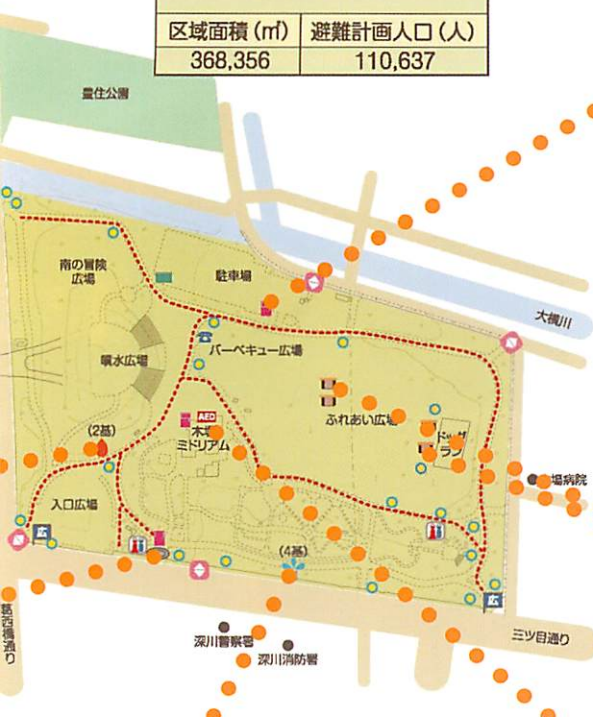 区域面積(㎡) 避難計画人口(人)
368,356 110,637
豊住公園
南の冒険
広場
駐車場
大横川
噴水広場
バーベキュー広場
ふれあい広場
(2基)
AED
ミドリアム
ラン
病院
入口広場
広
(4基)
広
葛西橋通り
深川警察署
深川消防署
三ツ目通り